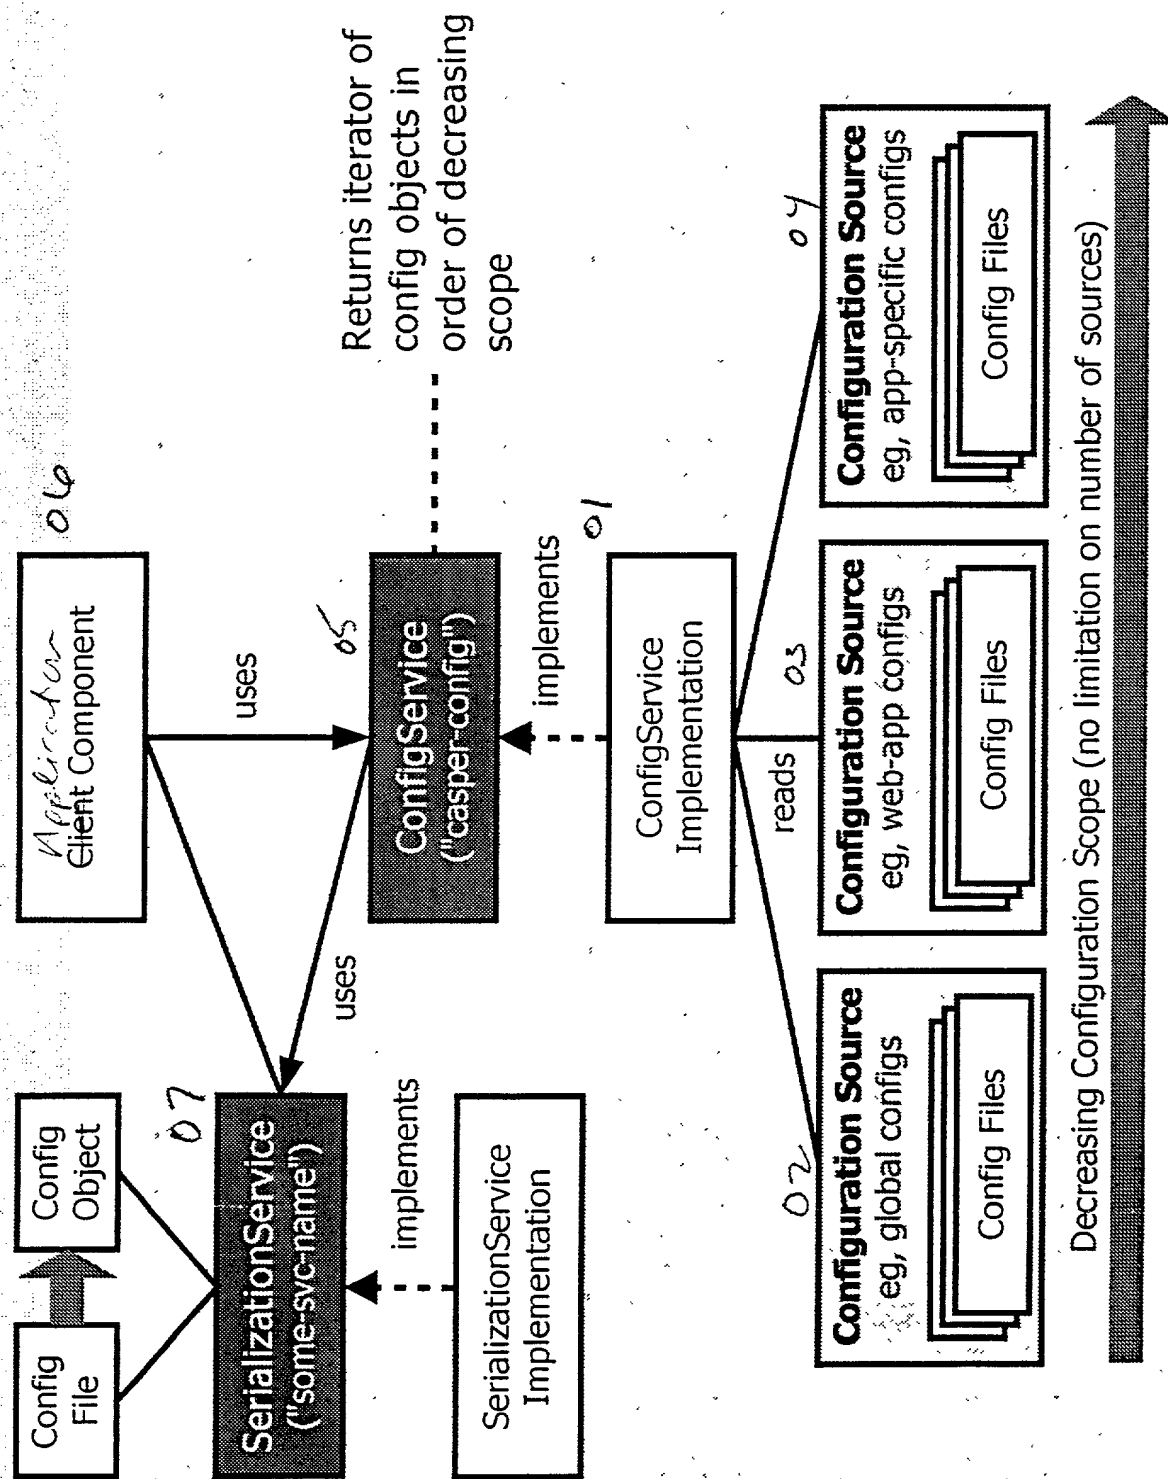 Config
File
Config
Object
07
SerializationService
("some-svc-name")
implements
SerializationService
Implementation
Application
Client Component
06
uses
uses
05
ConfigService
("casper-config")
Returns iterator of
config objects in
order of decreasing
scope
implements
01
ConfigService
Implementation
reads
02
03
04
Configuration Source
eg, global configs
Config Files
Configuration Source
eg, web-app configs
Config Files
Configuration Source
eg, app-specific configs
Config Files
Decreasing Configuration Scope (no limitation on number of sources)